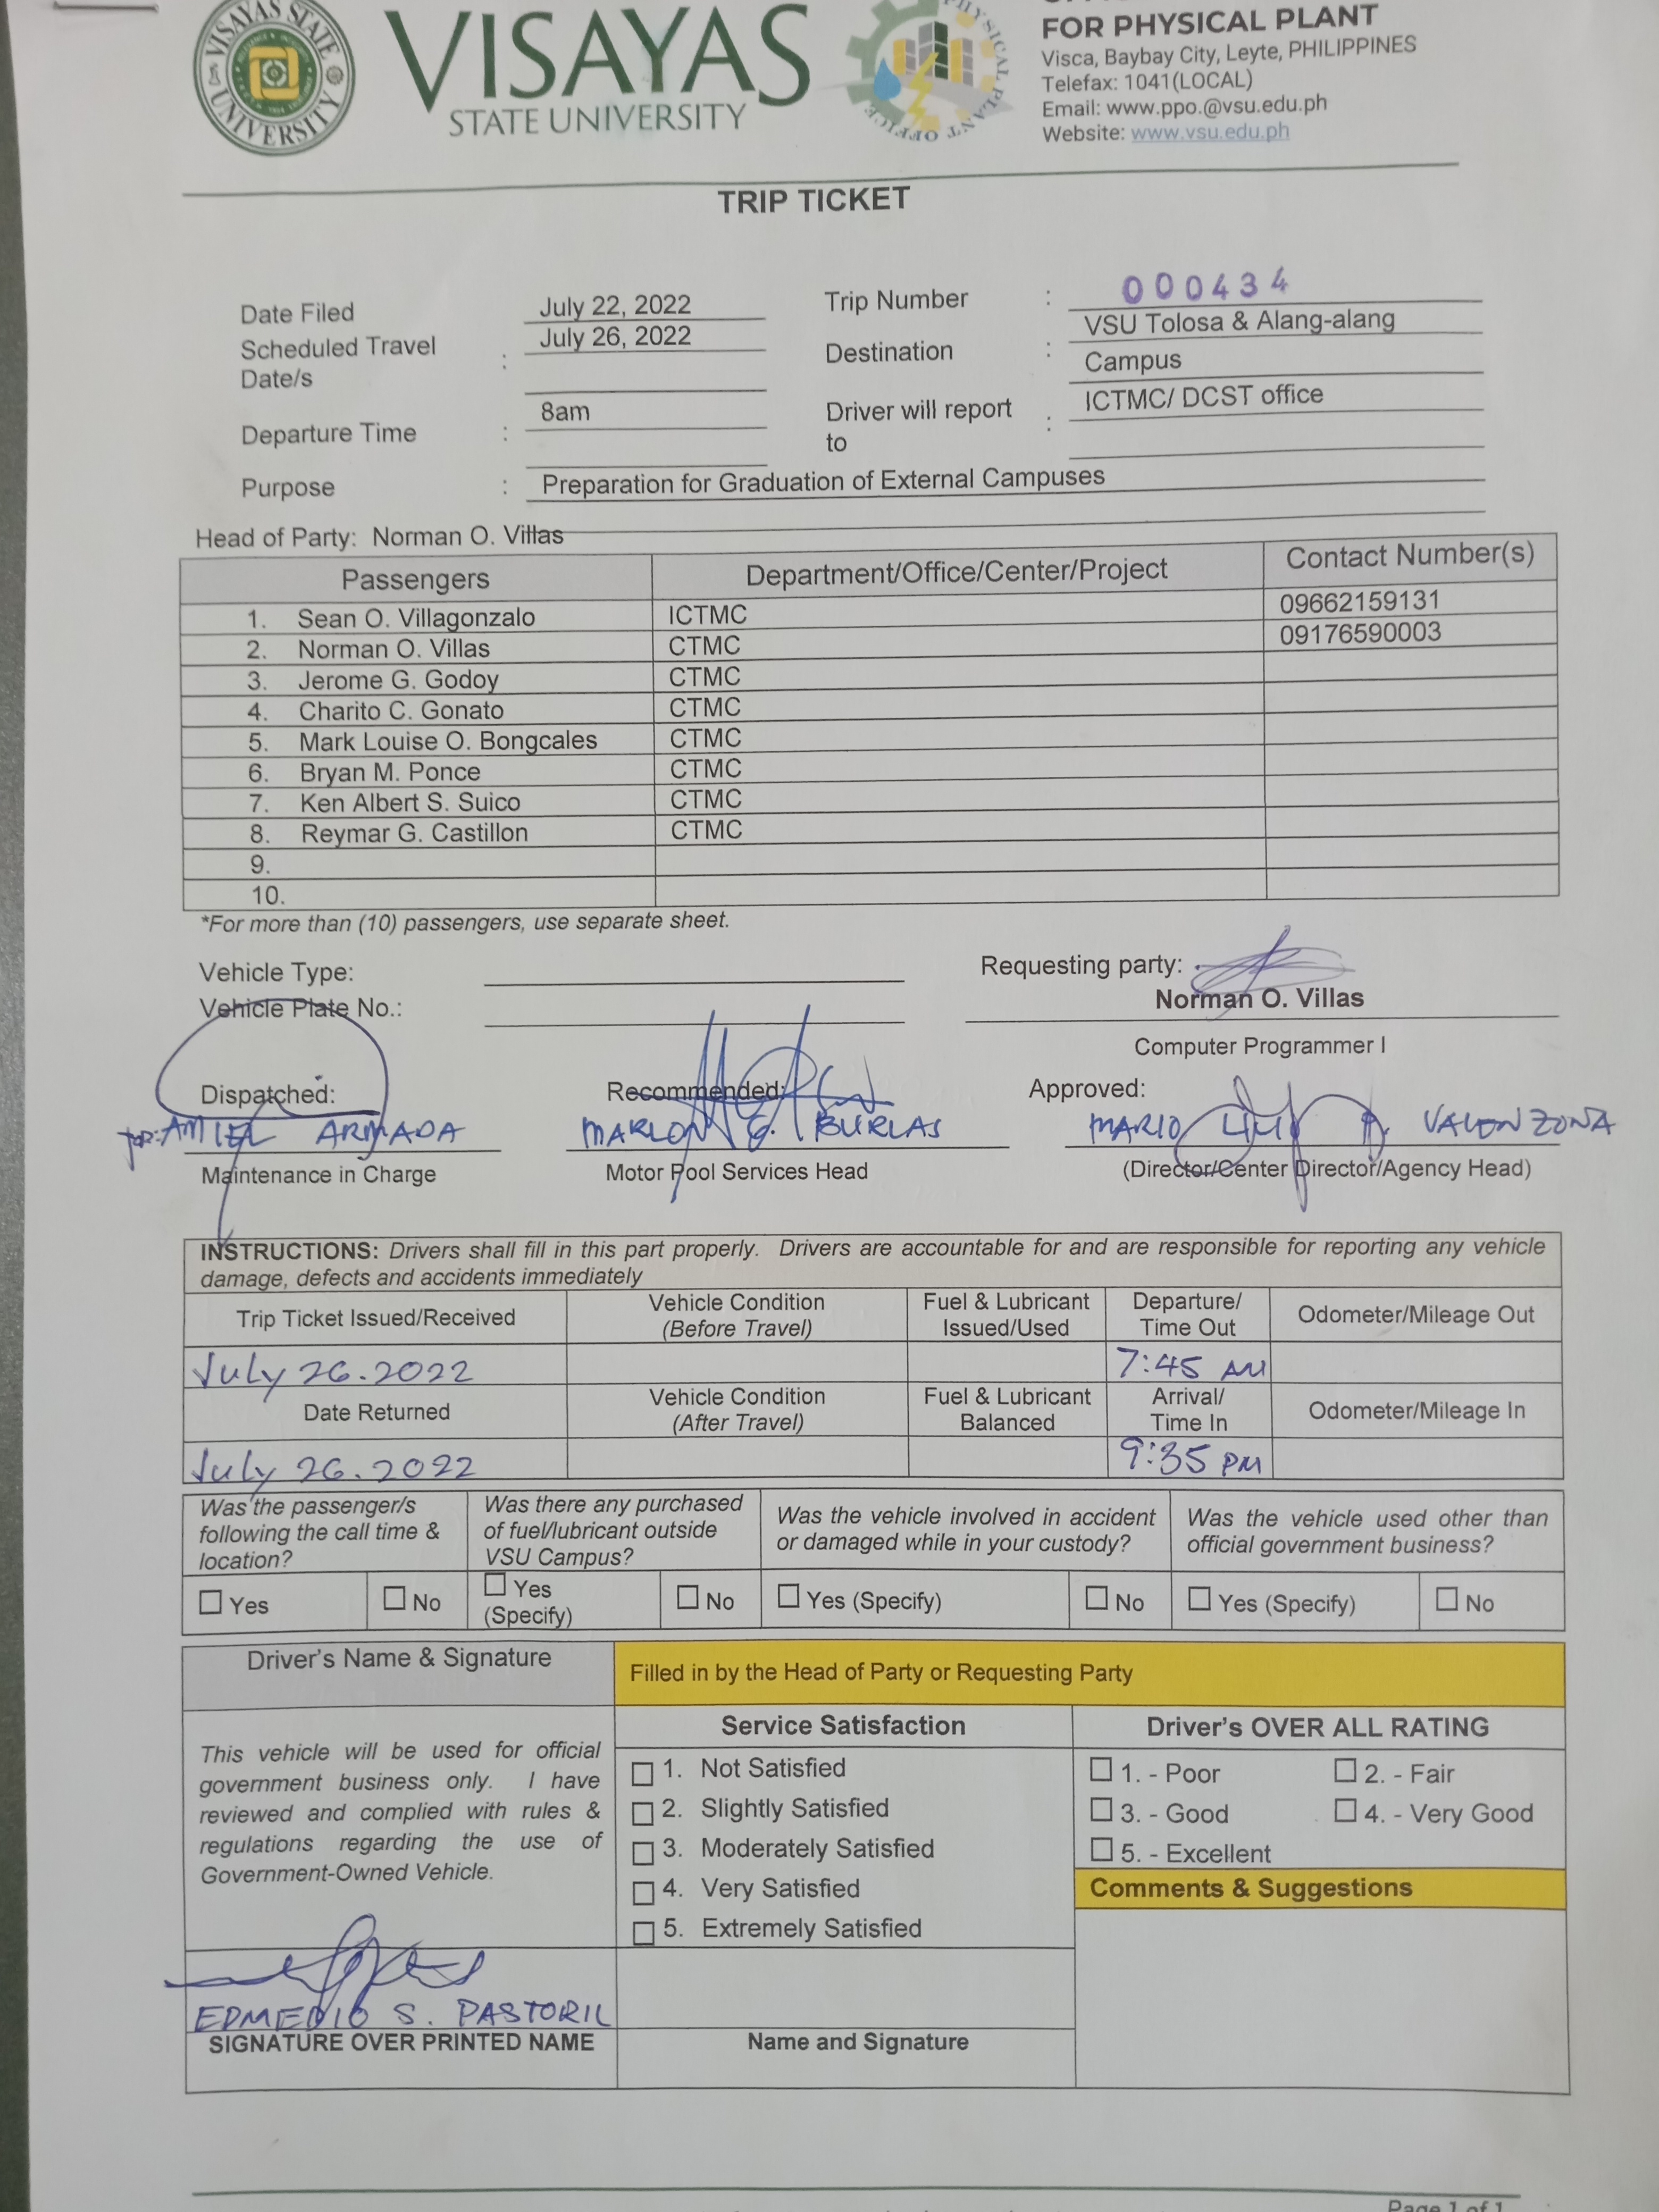 VISAYAS STATE UNIVERSITY
VISAYAS
STATE UNIVERSITY
PHYSICAL PLANT OFFICE
FOR PHYSICAL PLANT
Visca, Baybay City, Leyte, PHILIPPINES
Telefax: 1041(LOCAL)
Email: www.ppo.@vsu.edu.ph
Website: www.vsu.edu.ph
TRIP TICKET
Date Filed July 22, 2022 Trip Number : 000434
Scheduled Travel Date/s : July 26, 2022 Destination : VSU Tolosa & Alang-alang Campus
Departure Time : 8am Driver will report to : ICTMC/ DCST office
Purpose : Preparation for Graduation of External Campuses
Head of Party: Norman O. Villas
Passengers Department/Office/Center/Project Contact Number(s)
1. Sean O. Villagonzalo ICTMC 09662159131
2. Norman O. Villas CTMC 09176590003
3. Jerome G. Godoy CTMC
4. Charito C. Gonato CTMC
5. Mark Louise O. Bongcales CTMC
6. Bryan M. Ponce CTMC
7. Ken Albert S. Suico CTMC
8. Reymar G. Castillon CTMC
9.
10.
*For more than (10) passengers, use separate sheet.
Vehicle Type: Requesting party:
Vehicle Plate No.: Norman O. Villas
Computer Programmer I
Dispatched: Recommended: Approved:
for: AMIEL ARMADA MARLON G. BURLAS MARIO LILIO P. VALENZONA
Maintenance in Charge Motor Pool Services Head (Director/Center Director/Agency Head)
INSTRUCTIONS: Drivers shall fill in this part properly. Drivers are accountable for and are responsible for reporting any vehicle
damage, defects and accidents immediately
Trip Ticket Issued/Received Vehicle Condition (Before Travel) Fuel & Lubricant Issued/Used Departure/ Time Out Odometer/Mileage Out
July 26.2022 7:45 AM
Date Returned Vehicle Condition (After Travel) Fuel & Lubricant Balanced Arrival/ Time In Odometer/Mileage In
July 26.2022 9:35 PM
Was the passenger/s following the call time & location? Was there any purchased of fuel/lubricant outside VSU Campus? Was the vehicle involved in accident or damaged while in your custody? Was the vehicle used other than official government business?
☐ Yes ☐ No ☐ Yes (Specify) ☐ No ☐ Yes (Specify) ☐ No ☐ Yes (Specify) ☐ No
Driver's Name & Signature Filled in by the Head of Party or Requesting Party
Service Satisfaction Driver's OVER ALL RATING
This vehicle will be used for official
government business only. I have
reviewed and complied with rules &
regulations regarding the use of
Government-Owned Vehicle.
☐ 1. Not Satisfied
☐ 2. Slightly Satisfied
☐ 3. Moderately Satisfied
☐ 4. Very Satisfied
☐ 5. Extremely Satisfied
☐ 1. - Poor ☐ 2. - Fair
☐ 3. - Good ☐ 4. - Very Good
☐ 5. - Excellent
Comments & Suggestions
EDMEDIO S. PASTORIL
SIGNATURE OVER PRINTED NAME Name and Signature
Page 1 of 1